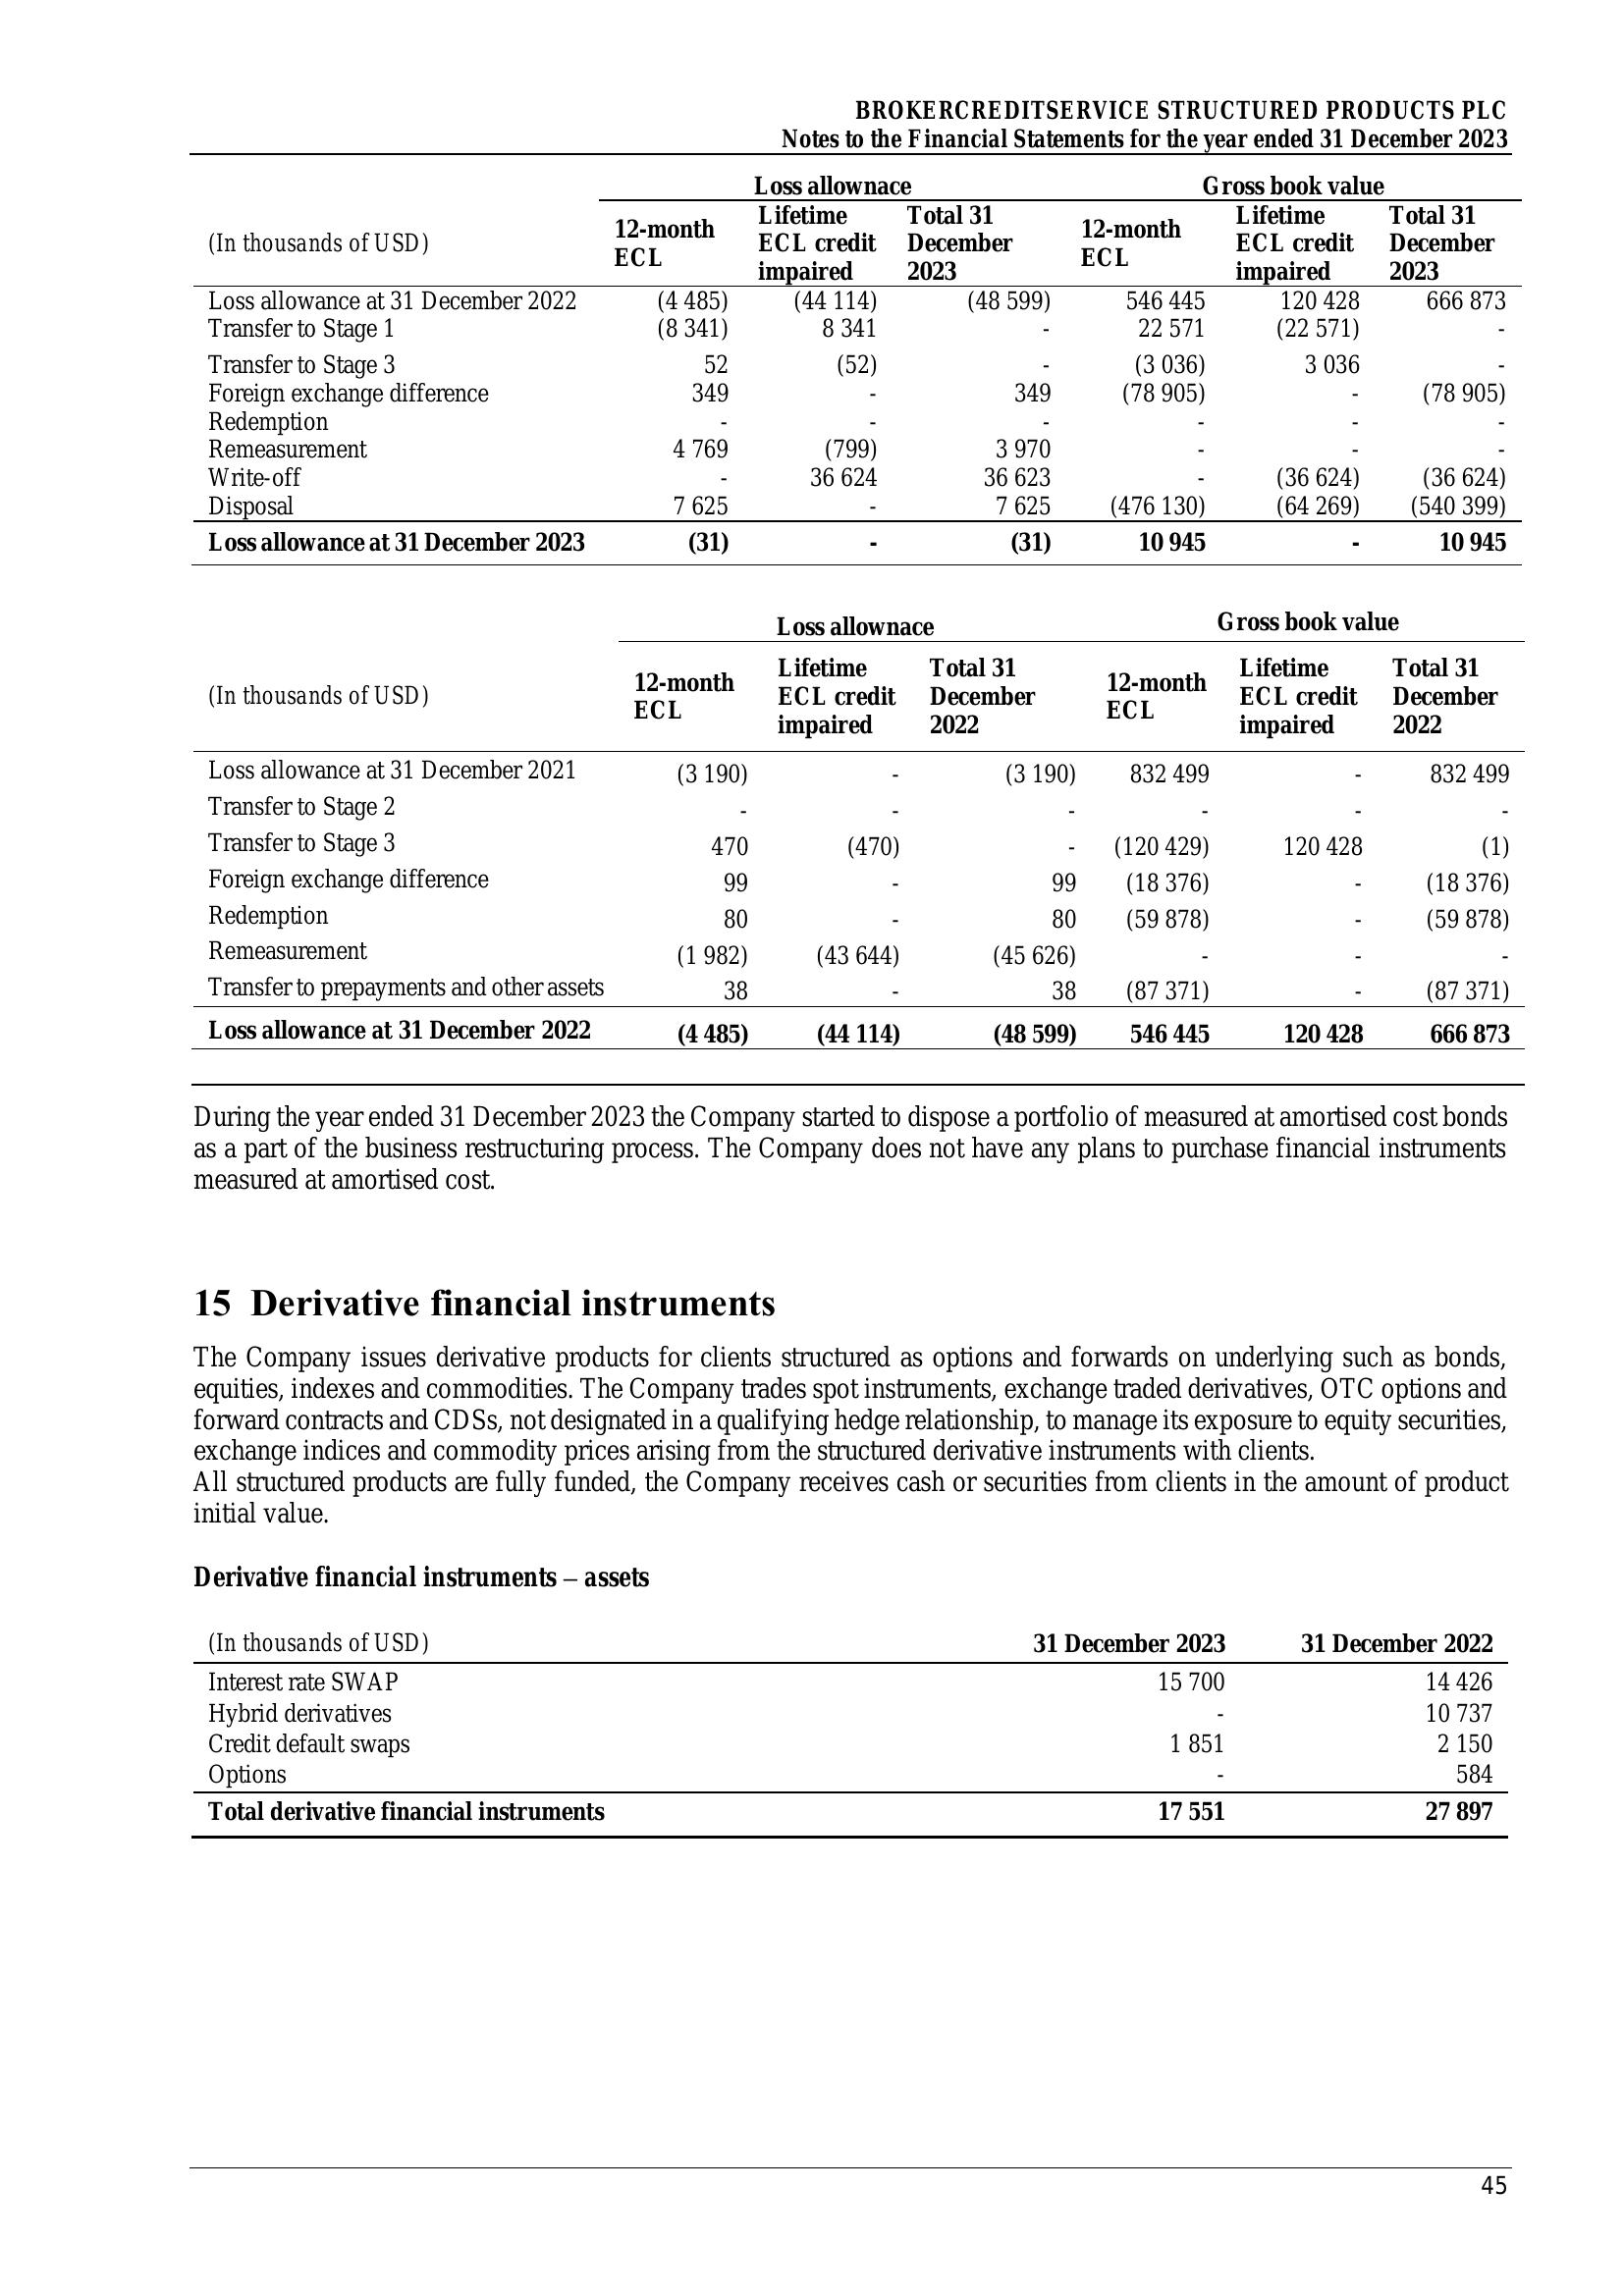 BROKERCREDITSERVICE STRUCTURED PRODUCTS PLC
Notes to the Financial Statements for the year ended 31 December 2023
Loss allownace Gross book value
(In thousands of USD) 12-month ECL Lifetime ECL credit impaired Total 31 December 2023 12-month ECL Lifetime ECL credit impaired Total 31 December 2023
Loss allowance at 31 December 2022 (4 485) (44 114) (48 599) 546 445 120 428 666 873
Transfer to Stage 1 (8 341) 8 341 - 22 571 (22 571) -
Transfer to Stage 3 52 (52) - (3 036) 3 036 -
Foreign exchange difference 349 - 349 (78 905) - (78 905)
Redemption - - - - - -
Remeasurement 4 769 (799) 3 970 - - -
Write-off - 36 624 36 623 - (36 624) (36 624)
Disposal 7 625 - 7 625 (476 130) (64 269) (540 399)
Loss allowance at 31 December 2023 (31) - (31) 10 945 - 10 945
Loss allownace Gross book value
(In thousands of USD) 12-month ECL Lifetime ECL credit impaired Total 31 December 2022 12-month ECL Lifetime ECL credit impaired Total 31 December 2022
Loss allowance at 31 December 2021 (3 190) - (3 190) 832 499 - 832 499
Transfer to Stage 2 - - - - - -
Transfer to Stage 3 470 (470) - (120 429) 120 428 (1)
Foreign exchange difference 99 - 99 (18 376) - (18 376)
Redemption 80 - 80 (59 878) - (59 878)
Remeasurement (1 982) (43 644) (45 626) - - -
Transfer to prepayments and other assets 38 - 38 (87 371) - (87 371)
Loss allowance at 31 December 2022 (4 485) (44 114) (48 599) 546 445 120 428 666 873
During the year ended 31 December 2023 the Company started to dispose a portfolio of measured at amortised cost bonds
as a part of the business restructuring process. The Company does not have any plans to purchase financial instruments
measured at amortised cost.
15 Derivative financial instruments
The Company issues derivative products for clients structured as options and forwards on underlying such as bonds,
equities, indexes and commodities. The Company trades spot instruments, exchange traded derivatives, OTC options and
forward contracts and CDSs, not designated in a qualifying hedge relationship, to manage its exposure to equity securities,
exchange indices and commodity prices arising from the structured derivative instruments with clients.
All structured products are fully funded, the Company receives cash or securities from clients in the amount of product
initial value.
Derivative financial instruments – assets
(In thousands of USD) 31 December 2023 31 December 2022
Interest rate SWAP 15 700 14 426
Hybrid derivatives - 10 737
Credit default swaps 1 851 2 150
Options - 584
Total derivative financial instruments 17 551 27 897
45